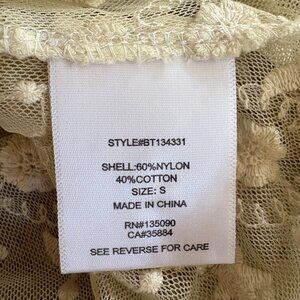 STYLE#BT134331
SHELL:60%NYLON
40%COTTON
SIZE: S
MADE IN CHINA
RN#135090
CA#35884
SEE REVERSE FOR CARE